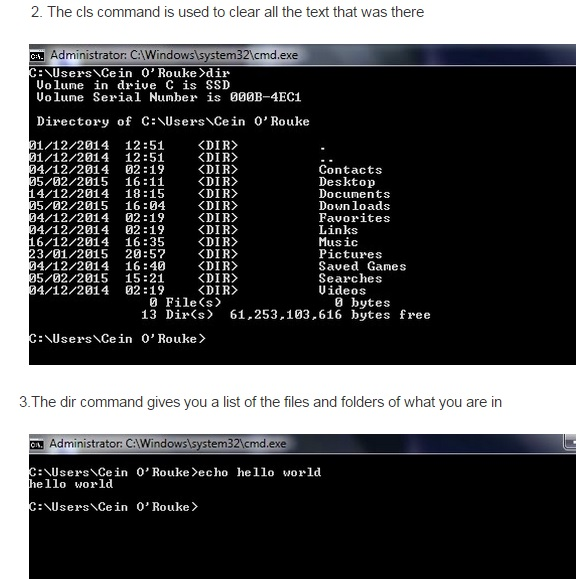 2. The cls command is used to clear all the text that was there
C:\. Administrator: C:\Windows\system32\cmd.exe
C:\Users\Cein O'Rouke>dir
Volume in drive C is SSD
Volume Serial Number is 000B-4EC1
Directory of C:\Users\Cein O'Rouke
01/12/2014 12:51 <DIR> .
01/12/2014 12:51 <DIR> ..
04/12/2014 02:19 <DIR> Contacts
05/02/2015 16:11 <DIR> Desktop
14/12/2014 18:15 <DIR> Documents
05/02/2015 16:04 <DIR> Downloads
04/12/2014 02:19 <DIR> Favorites
04/12/2014 02:19 <DIR> Links
16/12/2014 16:35 <DIR> Music
23/01/2015 20:57 <DIR> Pictures
04/12/2014 16:40 <DIR> Saved Games
05/02/2015 15:21 <DIR> Searches
04/12/2014 02:19 <DIR> Videos
0 File(s) 0 bytes
13 Dir(s) 61,253,103,616 bytes free
C:\Users\Cein O'Rouke>
3.The dir command gives you a list of the files and folders of what you are in
C:\. Administrator: C:\Windows\system32\cmd.exe
C:\Users\Cein O'Rouke>echo hello world
hello world
C:\Users\Cein O'Rouke>